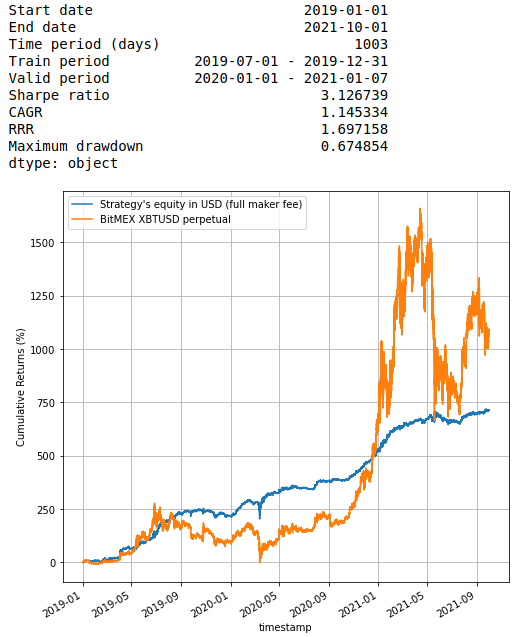 Start date 2019-01-01
End date 2021-10-01
Time period (days) 1003
Train period 2019-07-01 - 2019-12-31
Valid period 2020-01-01 - 2021-01-07
Sharpe ratio 3.126739
CAGR 1.145334
RRR 1.697158
Maximum drawdown 0.674854
dtype: object
Strategy's equity in USD (full maker fee)
BitMEX XBTUSD perpetual
1500
1250
1000
750
500
250
0
Cumulative Returns (%)
2019-01
2019-05
2019-09
2020-01
2020-05
2020-09
2021-01
2021-05
2021-09
timestamp